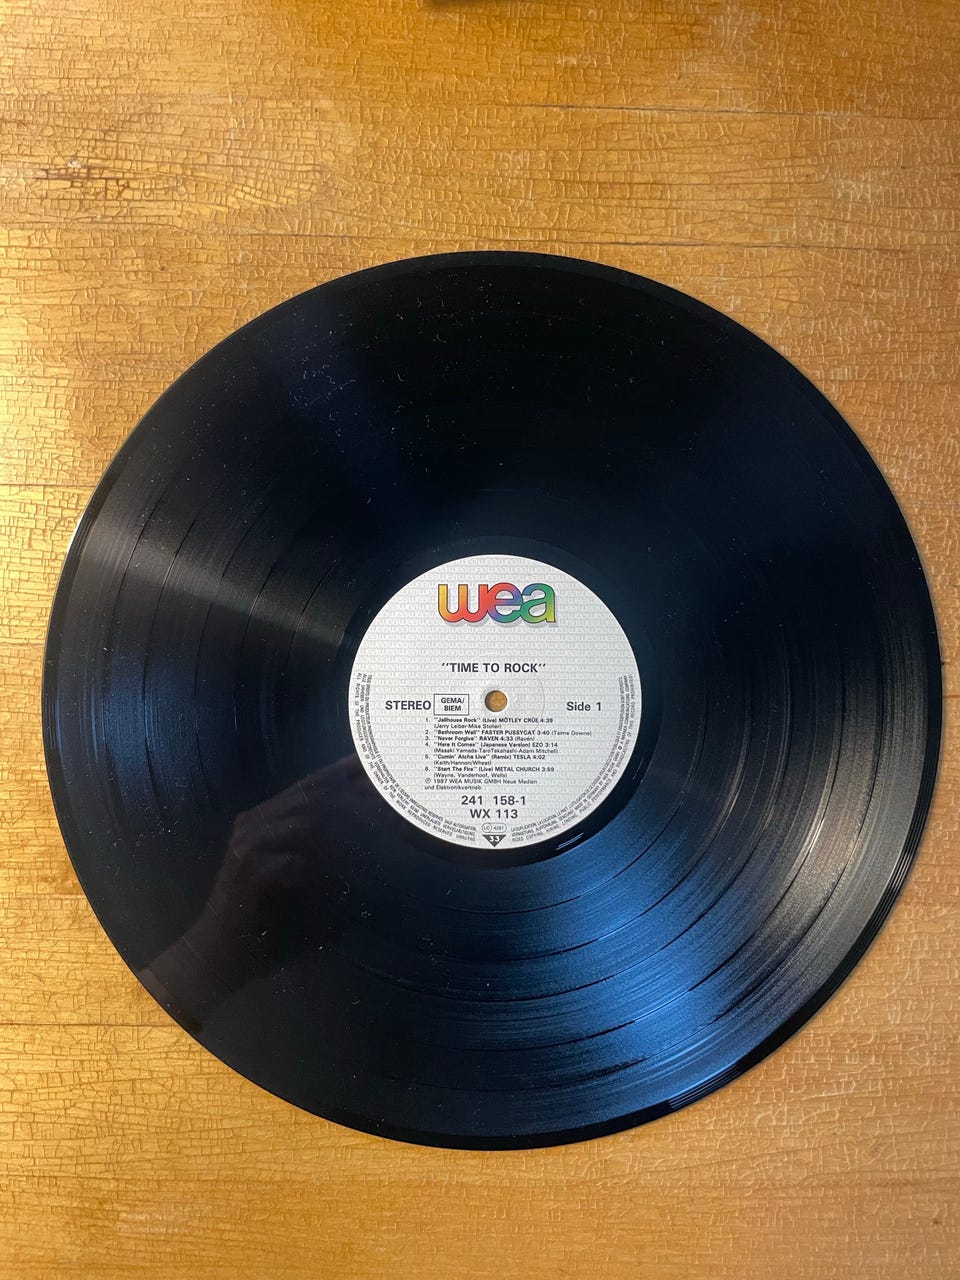 wea
"TIME TO ROCK"
STEREO GEMA/ BIEM Side 1
1. "Jailhouse Rock" (Live) MÖTLEY CRÜE 4:39
(Jerry Leiber-Mike Stoller)
2. "Bathroom Wall" FASTER PUSSYCAT 3:40 (Taime Downe)
3. "Never Forgive" RAVEN 4:33 (Raven)
4. "Here It Comes" (Japanese Version) EZO 3:14
(Masaki Yamada-TaroTakahashi-Adam Mitchell)
5. "Cumin' Atcha Live" (Remix) TESLA 4:02
(Keith/Hannon/Wheat)
6. "Start The Fire" (Live) METAL CHURCH 3:59
(Wayne, Vanderhoof, Wells)
℗ 1987 WEA MUSIK GMBH Neue Medien
und Elektronikvertrieb
241 158-1
WX 113
LC 4281
33